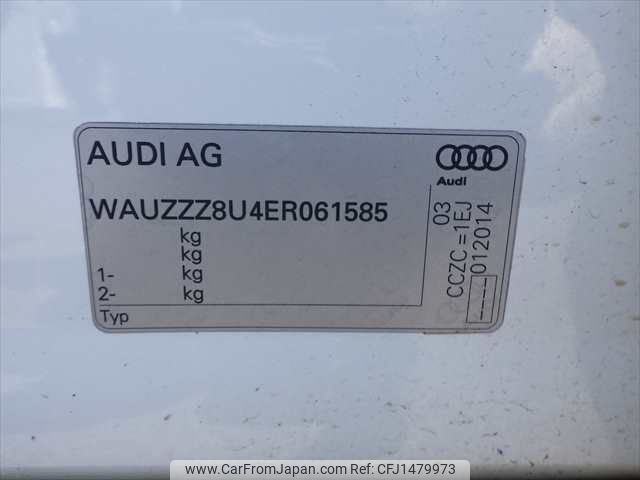 AUDI AG
Audi
WAUZZZ8U4ER061585
kg
kg
1- kg
2- kg
Typ
03
CCZC =1EJ
----012014
www.CarFromJapan.com - CFJ1479973